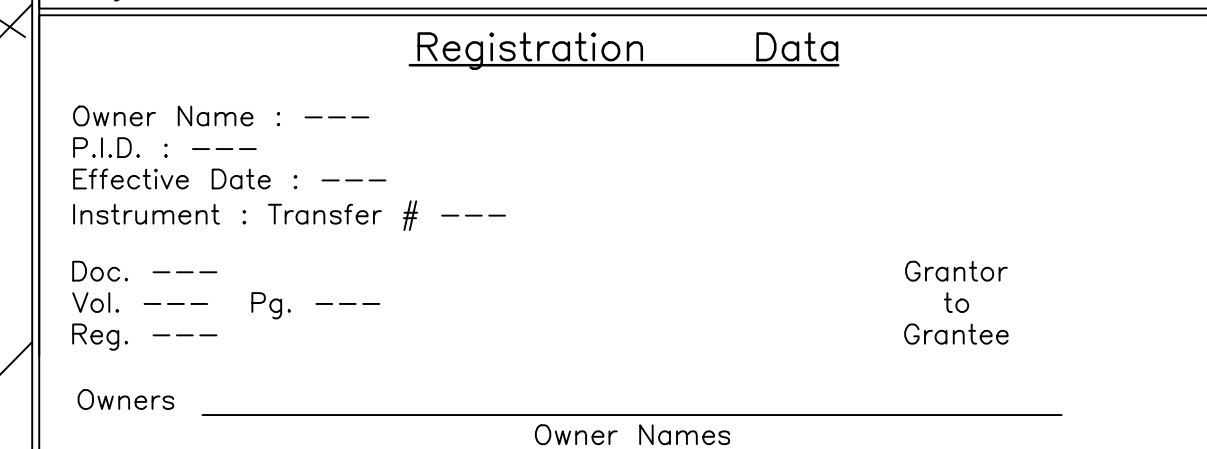 Registration Data
Owner Name : ---
P.I.D. : ---
Effective Date : ---
Instrument : Transfer # ---
Doc. ---
Vol. --- Pg. ---
Reg. ---
Grantor
to
Grantee
Owners
Owner Names